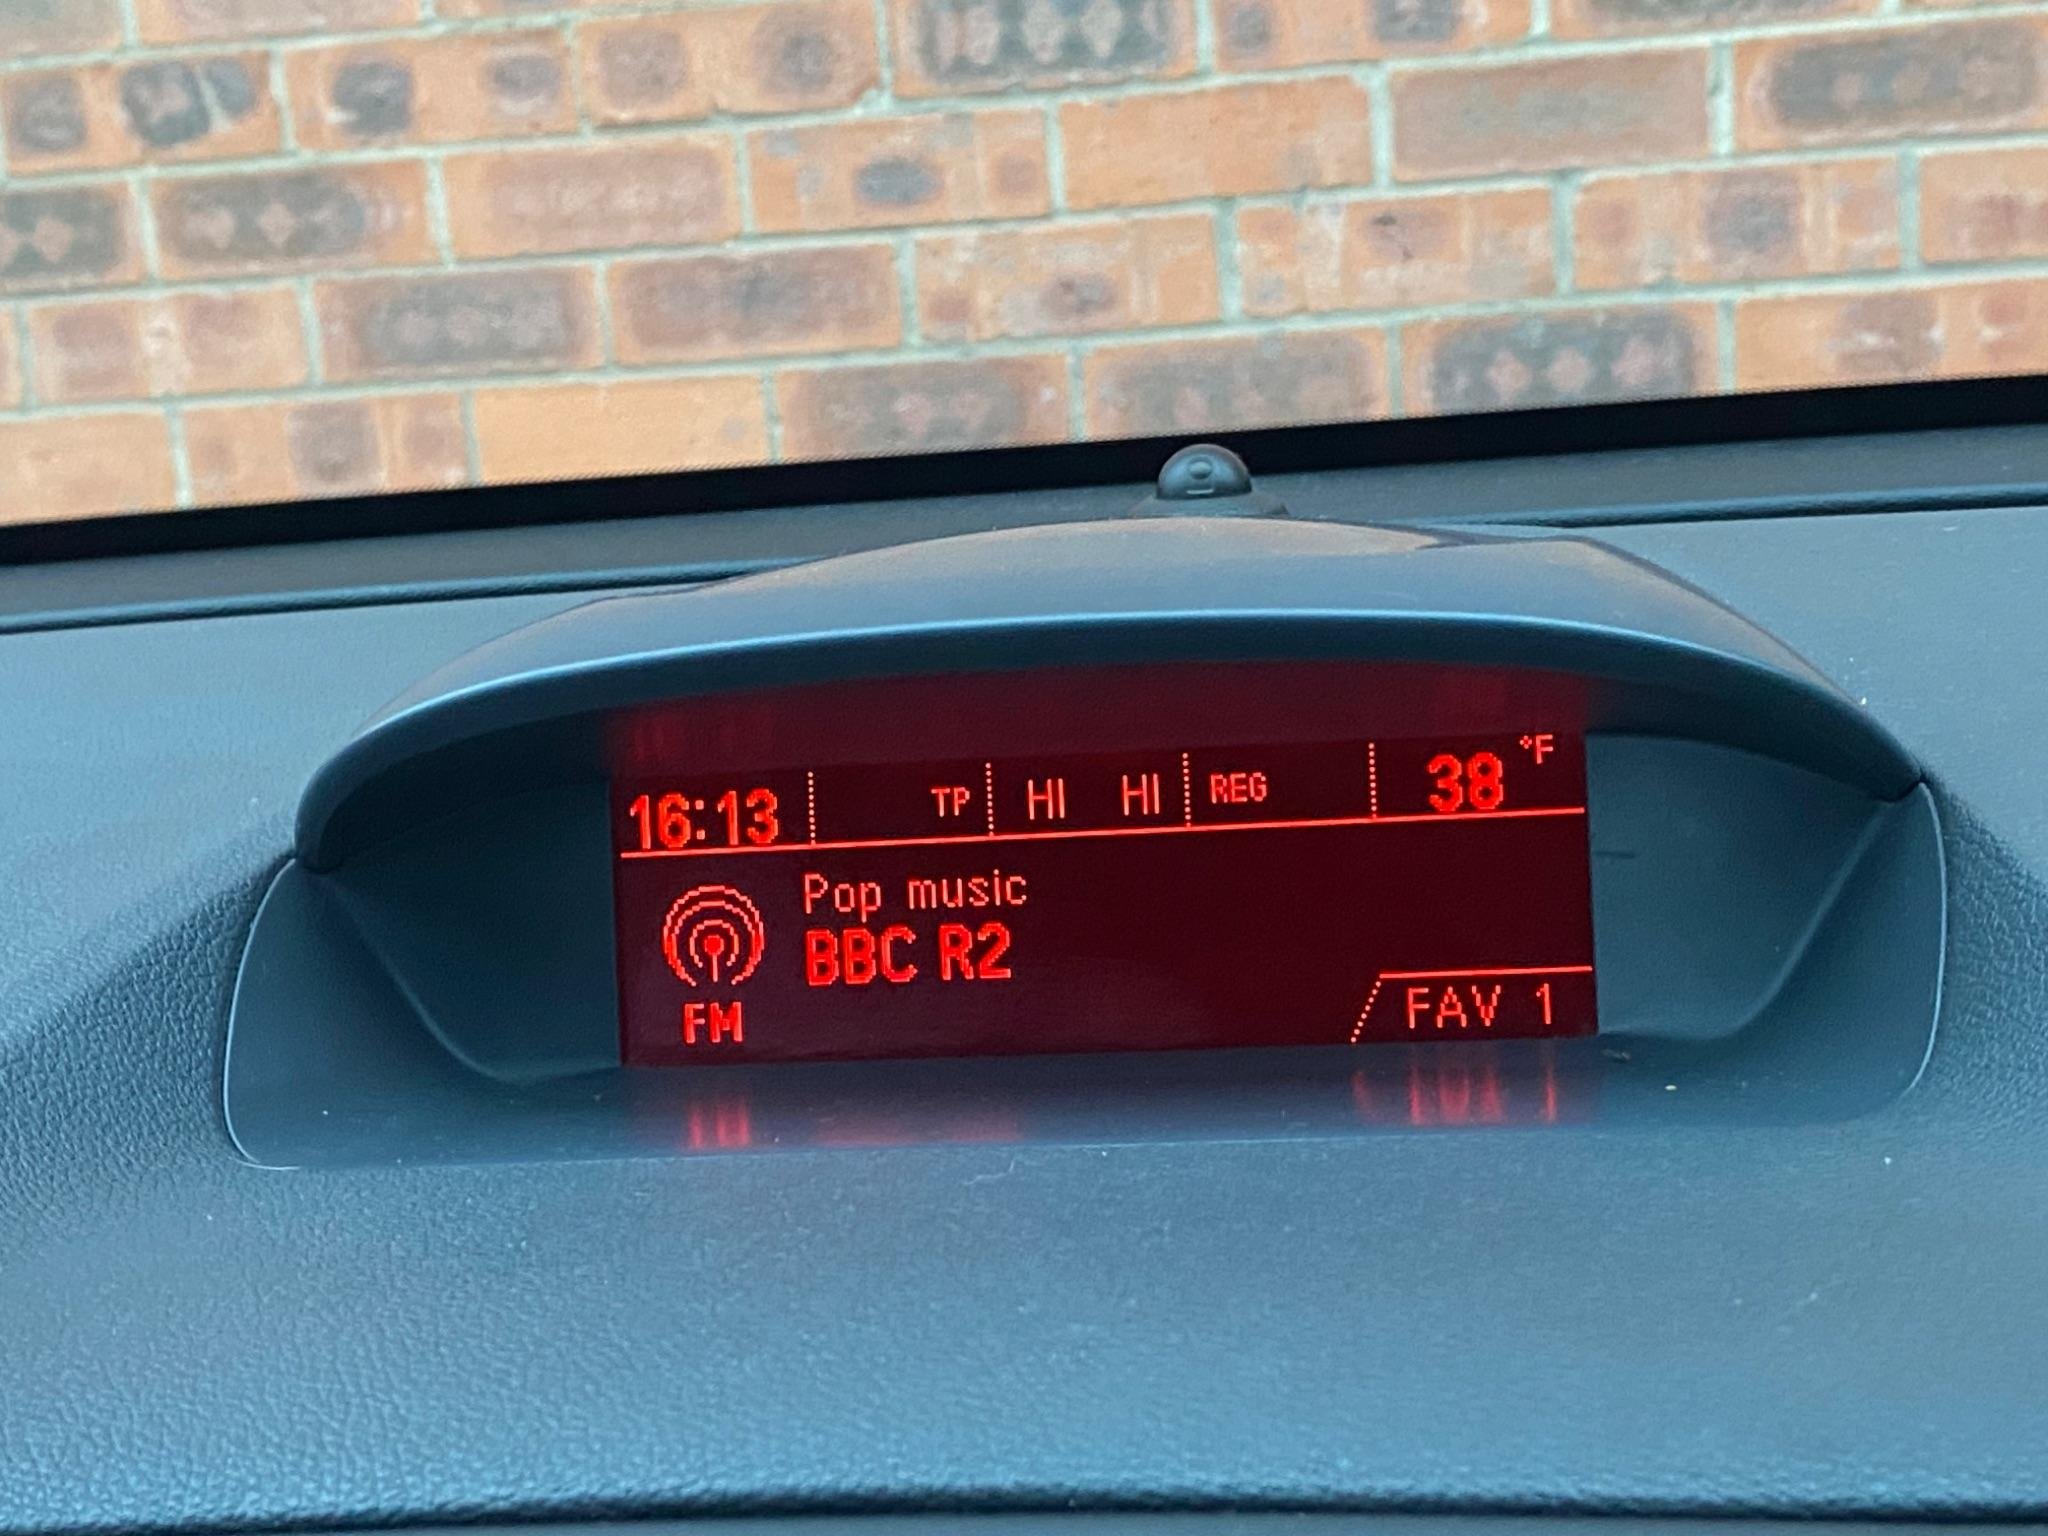 16:13 TP HI HI REG 38 °F
Pop music
BBC R2
FM
FAV 1